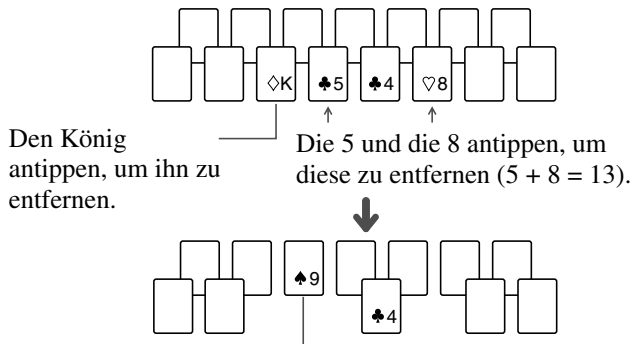 ◇K ♣5 ♣4 ♡8
Den König
antippen, um ihn zu
entfernen.
Die 5 und die 8 antippen, um
diese zu entfernen (5 + 8 = 13).
♠9
♣4